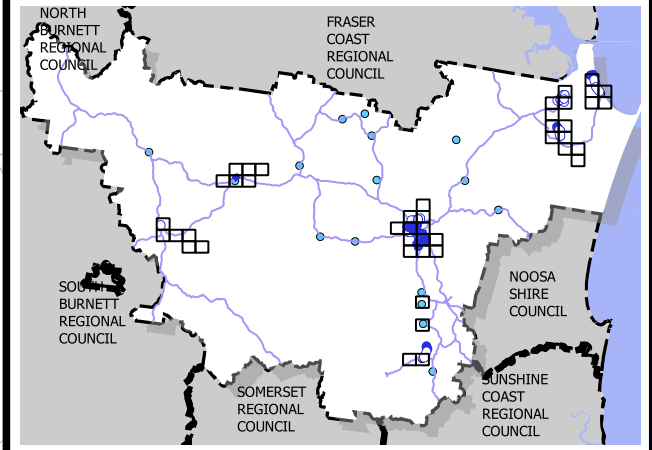 NORTH
BURNETT
REGIONAL
COUNCIL
FRASER
COAST
REGIONAL
COUNCIL
SOUTH
BURNETT
REGIONAL
COUNCIL
NOOSA
SHIRE
COUNCIL
SOMERSET
REGIONAL
COUNCIL
SUNSHINE
COAST
REGIONAL
COUNCIL